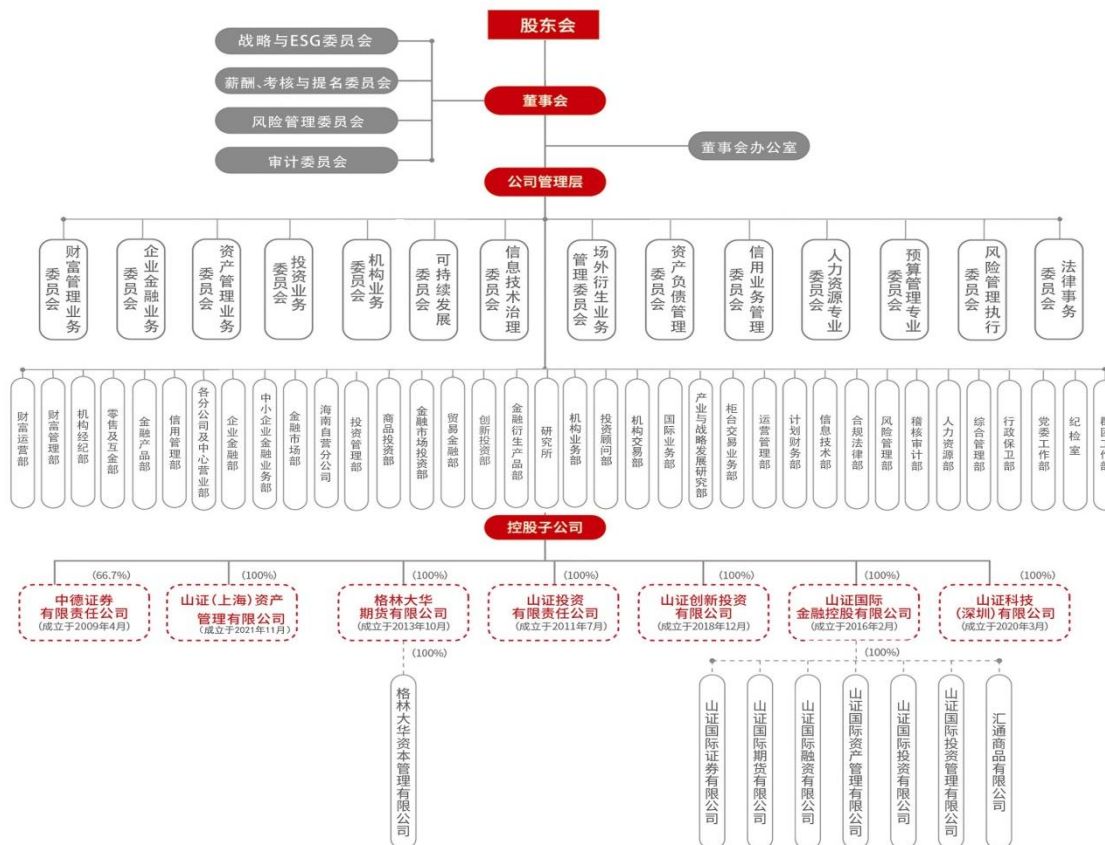 股东会
战略与ESG委员会
薪酬、考核与提名委员会
董事会
风险管理委员会
审计委员会
董事会办公室
公司管理层
财富管理业务
委员会
企业金融业务
委员会
资产管理业务
委员会
投资业务
委员会
机构业务
委员会
可持续发展
委员会
信息技术治理
委员会
场外衍生业务
管理委员会
资产负债管理
委员会
信用业务管理
委员会
人力资源专业
委员会
预算管理专业
委员会
风险管理执行
委员会
法律事务
委员会
财富运营部
财富管理部
机构经纪部
零售及互金部
金融产品部
信用管理部
各分公司及中心营业部
企业金融部
中小企业金融业务部
金融市场部
海南自营分公司
投资管理部
商品投资部
金融市场投资部
贸易金融部
创新投资部
金融衍生产品部
研究所
机构业务部
投资顾问部
机构交易部
国际业务部
产业与战略发展研究部
柜台交易业务部
运营管理部
计划财务部
信息技术部
合规法律部
风险管理部
稽核审计部
人力资源部
综合管理部
行政保卫部
党委工作部
纪检室
群团工作部
控股子公司
(66.7%)
(100%)
(100%)
(100%)
(100%)
(100%)
(100%)
中德证券
有限责任公司
(成立于2009年4月)
山证(上海)资产
管理有限公司
(成立于2021年11月)
格林大华
期货有限公司
(成立于2013年10月)
山证投资
有限责任公司
(成立于2011年7月)
山证创新投资
有限公司
(成立于2018年12月)
山证国际
金融控股有限公司
(成立于2016年2月)
山证科技
(深圳)有限公司
(成立于2020年3月)
(100%)
(100%)
格林大华资本管理有限公司
山证国际证券有限公司
山证国际期货有限公司
山证国际融资有限公司
山证国际资产管理有限公司
山证国际投资有限公司
山证国际投资管理有限公司
汇通商品有限公司